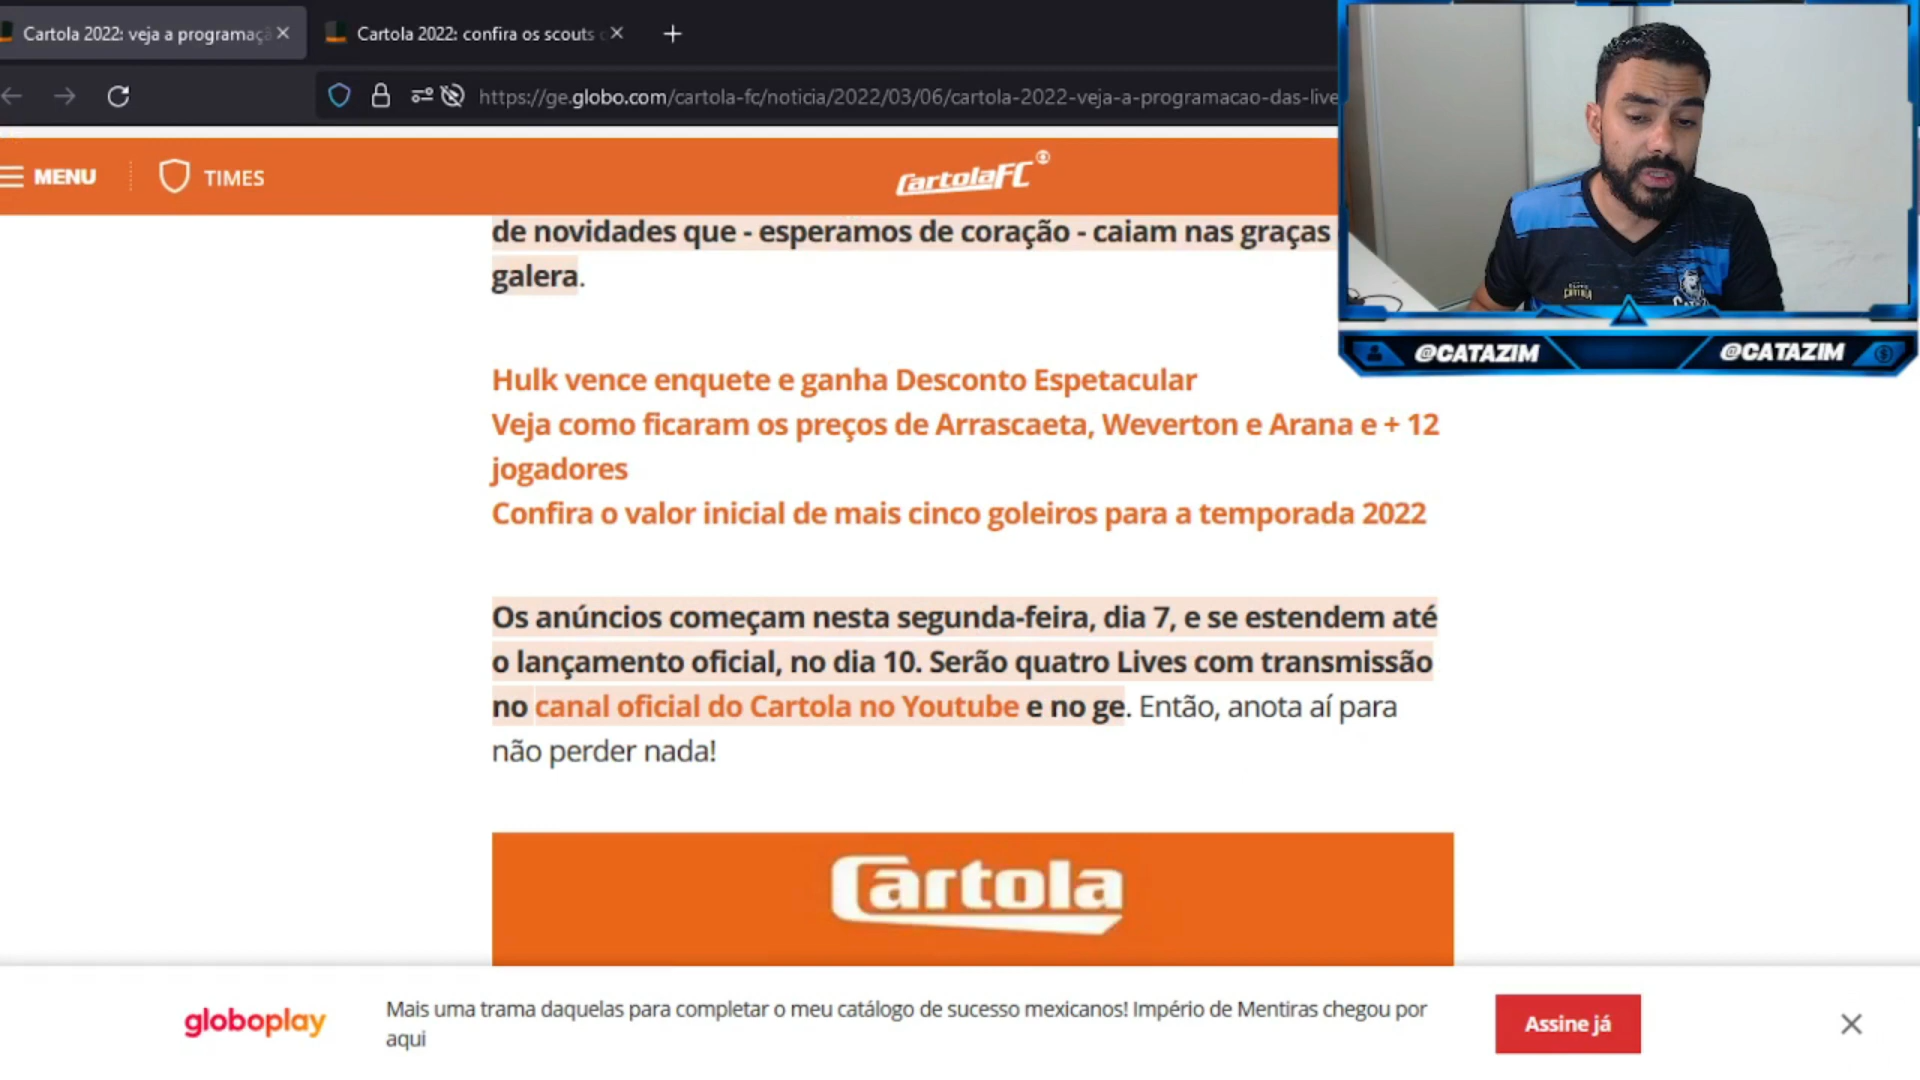 Cartola 2022: veja a programaçã
Cartola 2022: confira os scouts
https://ge.globo.com/cartola-fc/noticia/2022/03/06/cartola-2022-veja-a-programacao-das-live
MENU
TIMES
CartolaFC
de novidades que - esperamos de coração - caiam nas graças
galera.
Hulk vence enquete e ganha Desconto Espetacular
Veja como ficaram os preços de Arrascaeta, Weverton e Arana e + 12
jogadores
Confira o valor inicial de mais cinco goleiros para a temporada 2022
Os anúncios começam nesta segunda-feira, dia 7, e se estendem até
o lançamento oficial, no dia 10. Serão quatro Lives com transmissão
no canal oficial do Cartola no Youtube e no ge. Então, anota aí para
não perder nada!
Cartola
globoplay
Mais uma trama daquelas para completar o meu catálogo de sucesso mexicanos! Império de Mentiras chegou por
aqui
Assine já
@CATAZIM
@CATAZIM